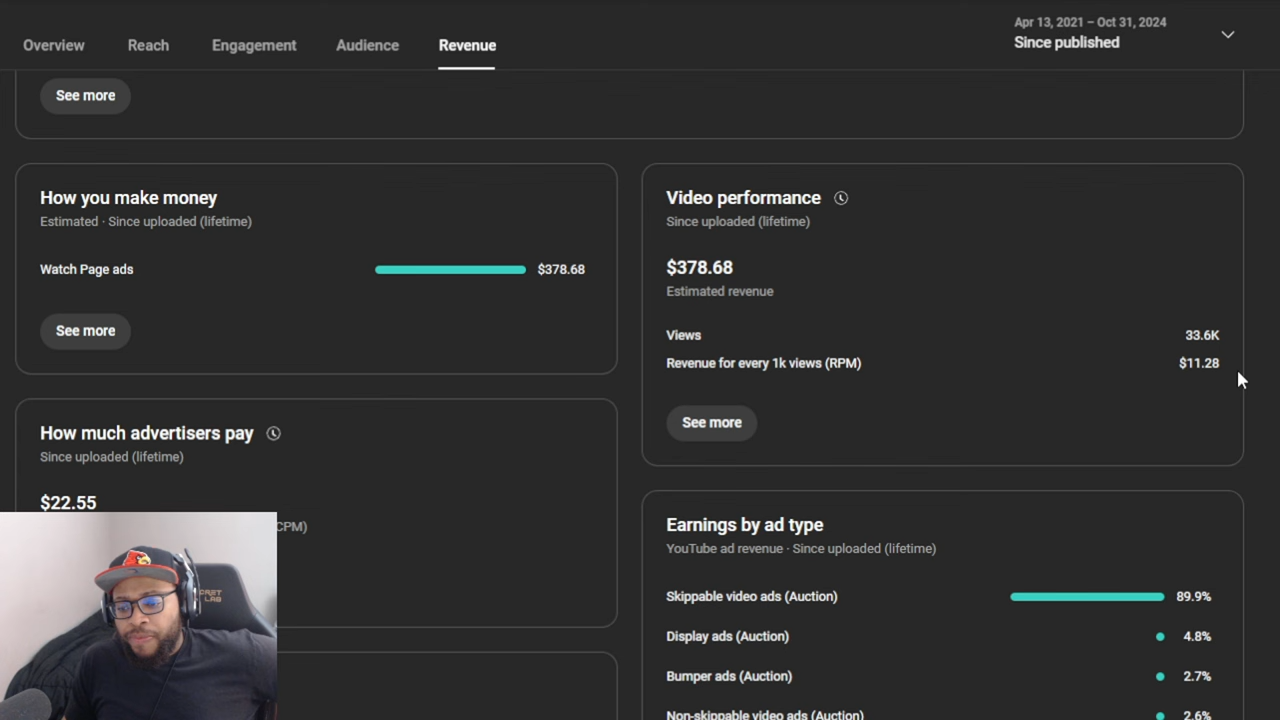 Overview
Reach
Engagement
Audience
Revenue
Apr 13, 2021 – Oct 31, 2024
Since published
See more
How you make money
Estimated · Since uploaded (lifetime)
Watch Page ads
$378.68
See more
Video performance
Since uploaded (lifetime)
$378.68
Estimated revenue
Views
33.6K
Revenue for every 1k views (RPM)
$11.28
See more
How much advertisers pay
Since uploaded (lifetime)
$22.55
CPM)
Earnings by ad type
YouTube ad revenue · Since uploaded (lifetime)
Skippable video ads (Auction)
89.9%
Display ads (Auction)
4.8%
Bumper ads (Auction)
2.7%
Non-skippable video ads (Auction)
2.6%
LAB